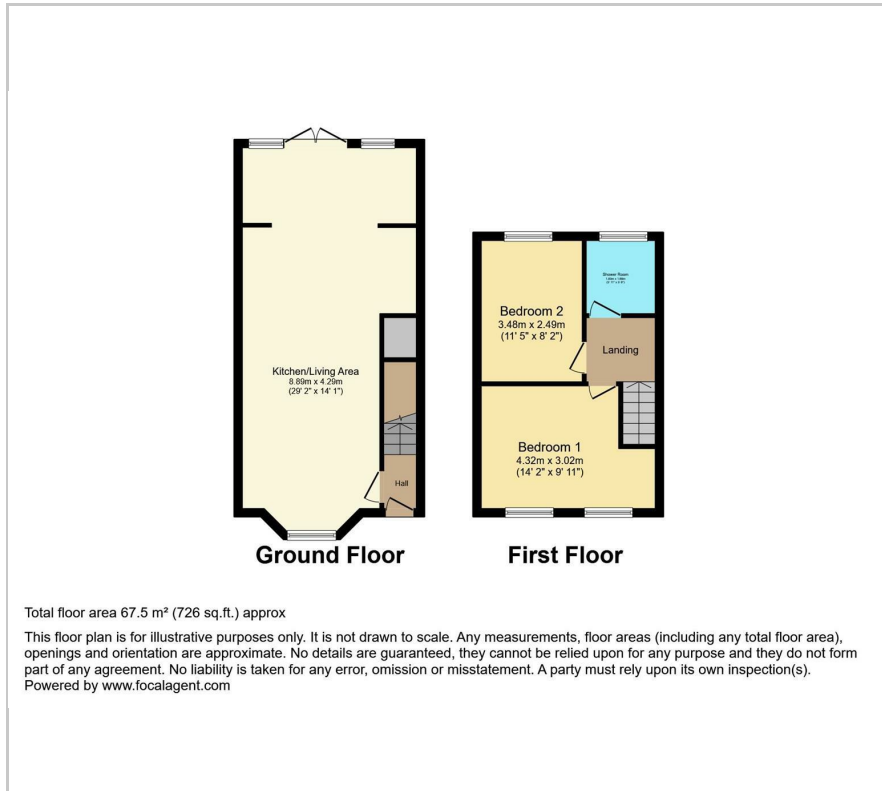 Kitchen/Living Area
8.89m x 4.29m
(29' 2" x 14' 1")
Hall
Ground Floor
Bedroom 2
3.48m x 2.49m
(11' 5" x 8' 2")
Shower Room
Landing
Bedroom 1
4.32m x 3.02m
(14' 2" x 9' 11")
First Floor
Total floor area 67.5 m² (726 sq.ft.) approx
This floor plan is for illustrative purposes only. It is not drawn to scale. Any measurements, floor areas (including any total floor area),
openings and orientation are approximate. No details are guaranteed, they cannot be relied upon for any purpose and they do not form
part of any agreement. No liability is taken for any error, omission or misstatement. A party must rely upon its own inspection(s).
Powered by www.focalagent.com